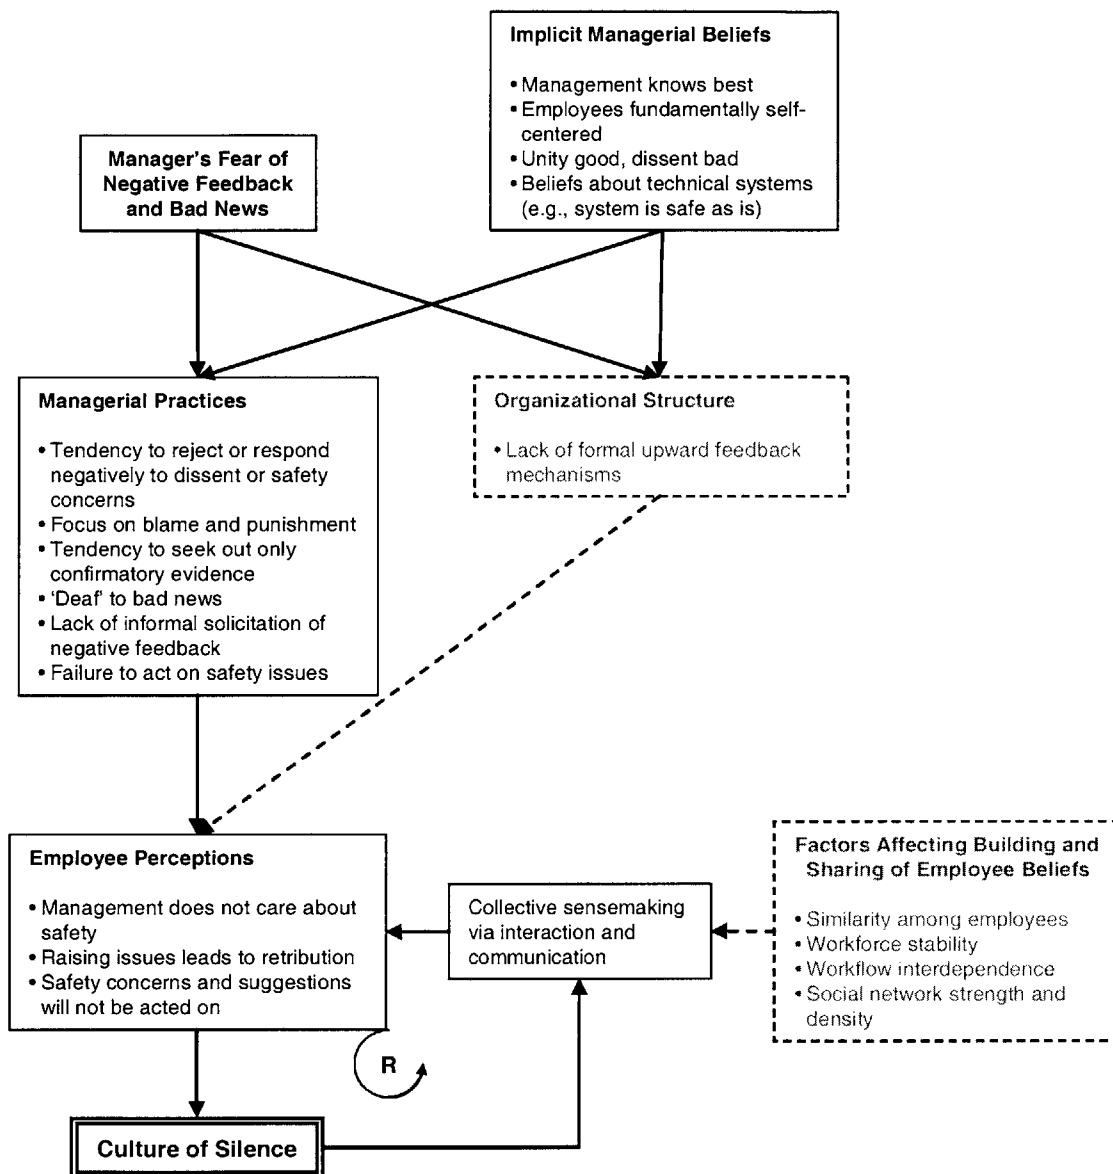 Implicit Managerial Beliefs
• Management knows best
• Employees fundamentally self-
centered
• Unity good, dissent bad
• Beliefs about technical systems
(e.g., system is safe as is)
Manager's Fear of
Negative Feedback
and Bad News
Managerial Practices
• Tendency to reject or respond
negatively to dissent or safety
concerns
• Focus on blame and punishment
• Tendency to seek out only
confirmatory evidence
• 'Deaf' to bad news
• Lack of informal solicitation of
negative feedback
• Failure to act on safety issues
Organizational Structure
• Lack of formal upward feedback
mechanisms
Employee Perceptions
• Management does not care about
safety
• Raising issues leads to retribution
• Safety concerns and suggestions
will not be acted on
Collective sensemaking
via interaction and
communication
Factors Affecting Building and
Sharing of Employee Beliefs
• Similarity among employees
• Workforce stability
• Workflow interdependence
• Social network strength and
density
R
Culture of Silence